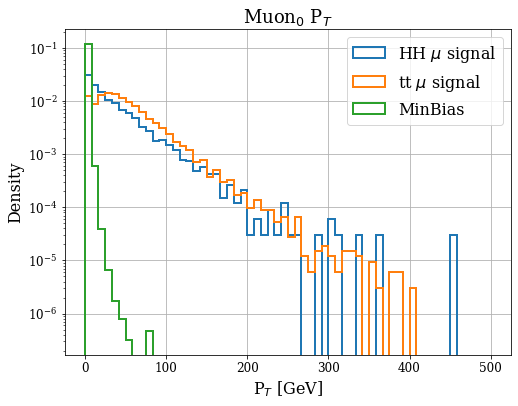 Muon₀ P_T
HH μ signal
tt μ signal
MinBias
Density
10⁻¹
10⁻²
10⁻³
10⁻⁴
10⁻⁵
10⁻⁶
0 100 200 300 400 500
P_T [GeV]